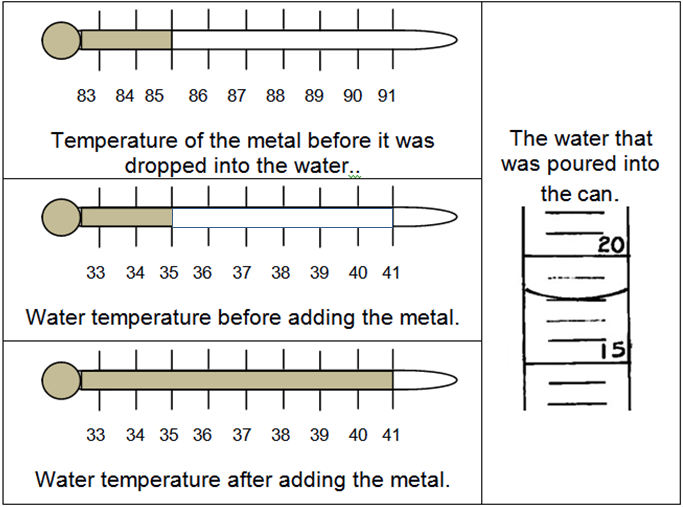 83 84 85 86 87 88 89 90 91
Temperature of the metal before it was
dropped into the water..
33 34 35 36 37 38 39 40 41
Water temperature before adding the metal.
33 34 35 36 37 38 39 40 41
Water temperature after adding the metal.
The water that
was poured into
the can.
20
15